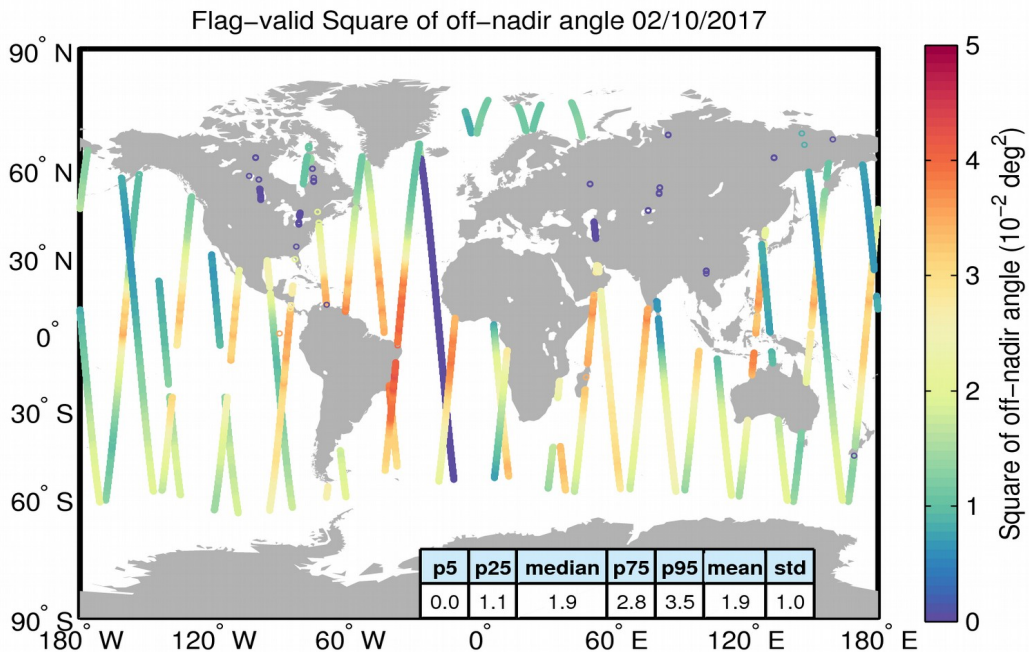 Flag−valid Square of off−nadir angle 02/10/2017
90° N
60° N
30° N
0°
30° S
60° S
90° S
180° W
120° W
60° W
0°
60° E
120° E
180° E
p5 p25 median p75 p95 mean std
0.0 1.1 1.9 2.8 3.5 1.9 1.0
5
4
3
2
1
0
Square of off−nadir angle (10⁻² deg²)